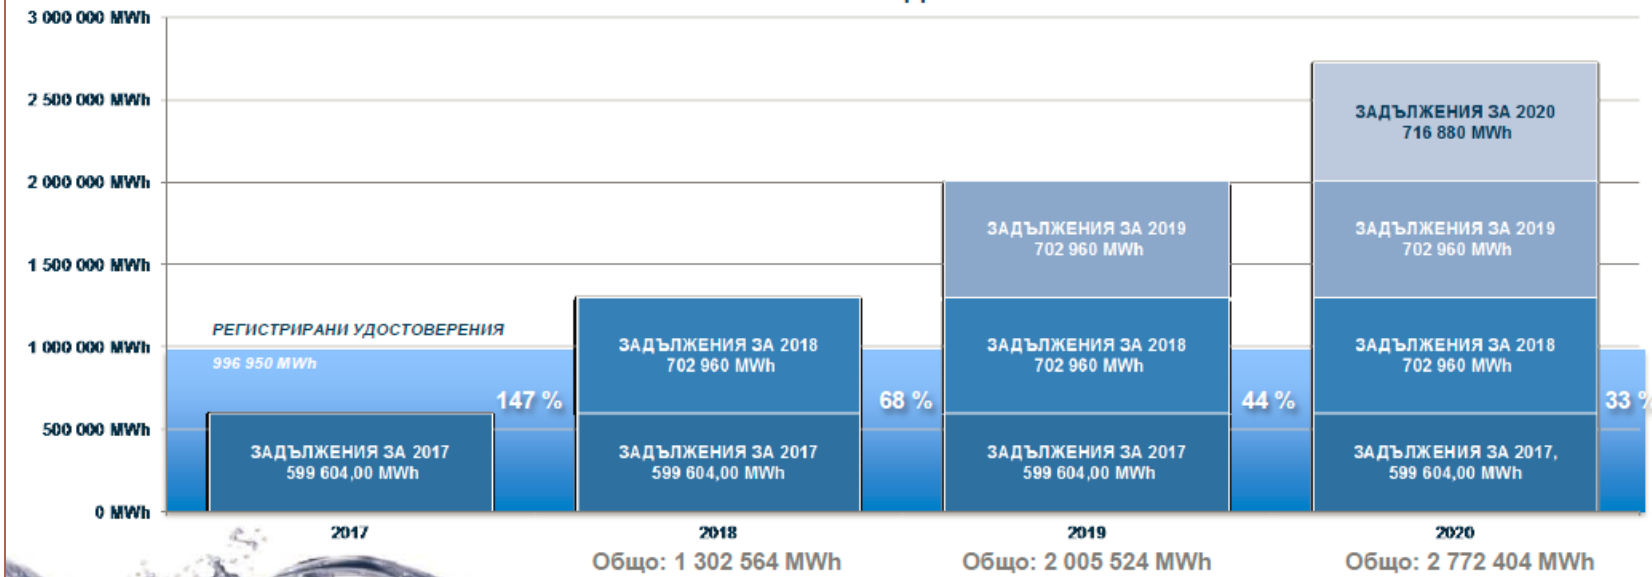 3 000 000 MWh
2 500 000 MWh
2 000 000 MWh
1 500 000 MWh
1 000 000 MWh
500 000 MWh
0 MWh
РЕГИСТРИРАНИ УДОСТОВЕРЕНИЯ
996 950 MWh
147 %
68 %
44 %
33 %
ЗАДЪЛЖЕНИЯ ЗА 2017
599 604,00 MWh
ЗАДЪЛЖЕНИЯ ЗА 2018
702 960 MWh
ЗАДЪЛЖЕНИЯ ЗА 2017
599 604,00 MWh
ЗАДЪЛЖЕНИЯ ЗА 2019
702 960 MWh
ЗАДЪЛЖЕНИЯ ЗА 2018
702 960 MWh
ЗАДЪЛЖЕНИЯ ЗА 2017
599 604,00 MWh
ЗАДЪЛЖЕНИЯ ЗА 2020
716 880 MWh
ЗАДЪЛЖЕНИЯ ЗА 2019
702 960 MWh
ЗАДЪЛЖЕНИЯ ЗА 2018
702 960 MWh
ЗАДЪЛЖЕНИЯ ЗА 2017,
599 604,00 MWh
2017
2018
2019
2020
Общо: 1 302 564 MWh
Общо: 2 005 524 MWh
Общо: 2 772 404 MWh